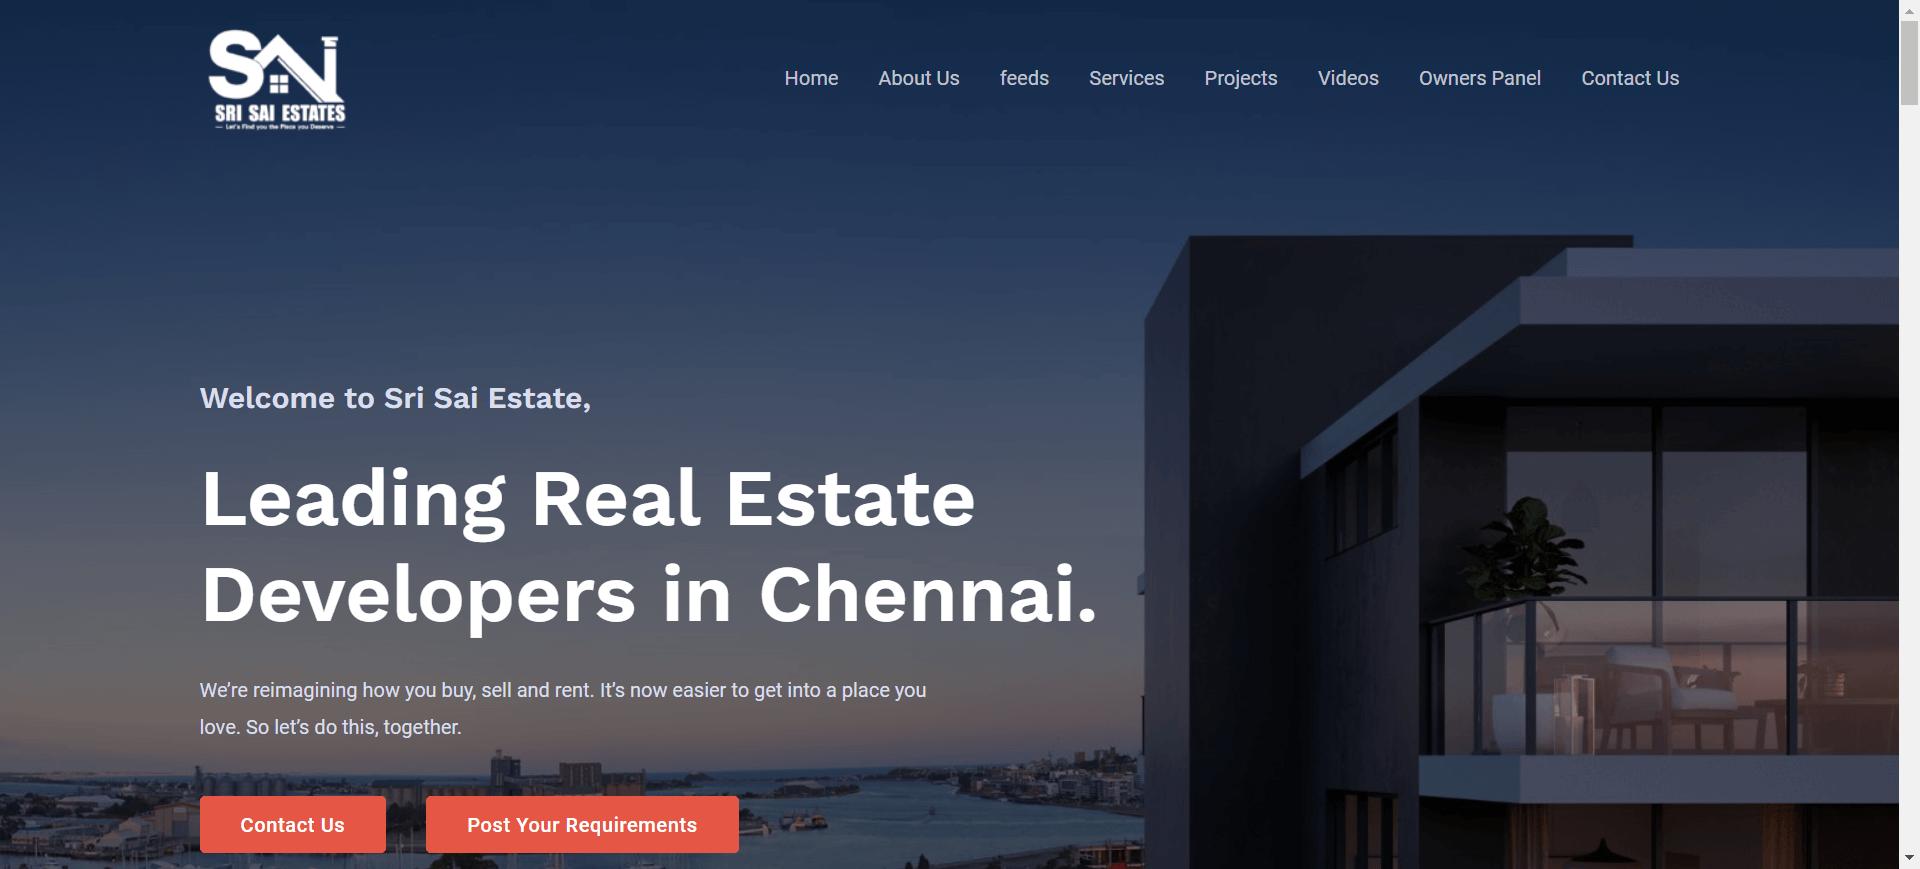 SAi
SRI SAI ESTATES
Let's Find you the Place you Deserve
Home
About Us
feeds
Services
Projects
Videos
Owners Panel
Contact Us
Welcome to Sri Sai Estate,
Leading Real Estate
Developers in Chennai.
We’re reimagining how you buy, sell and rent. It’s now easier to get into a place you
love. So let’s do this, together.
Contact Us
Post Your Requirements